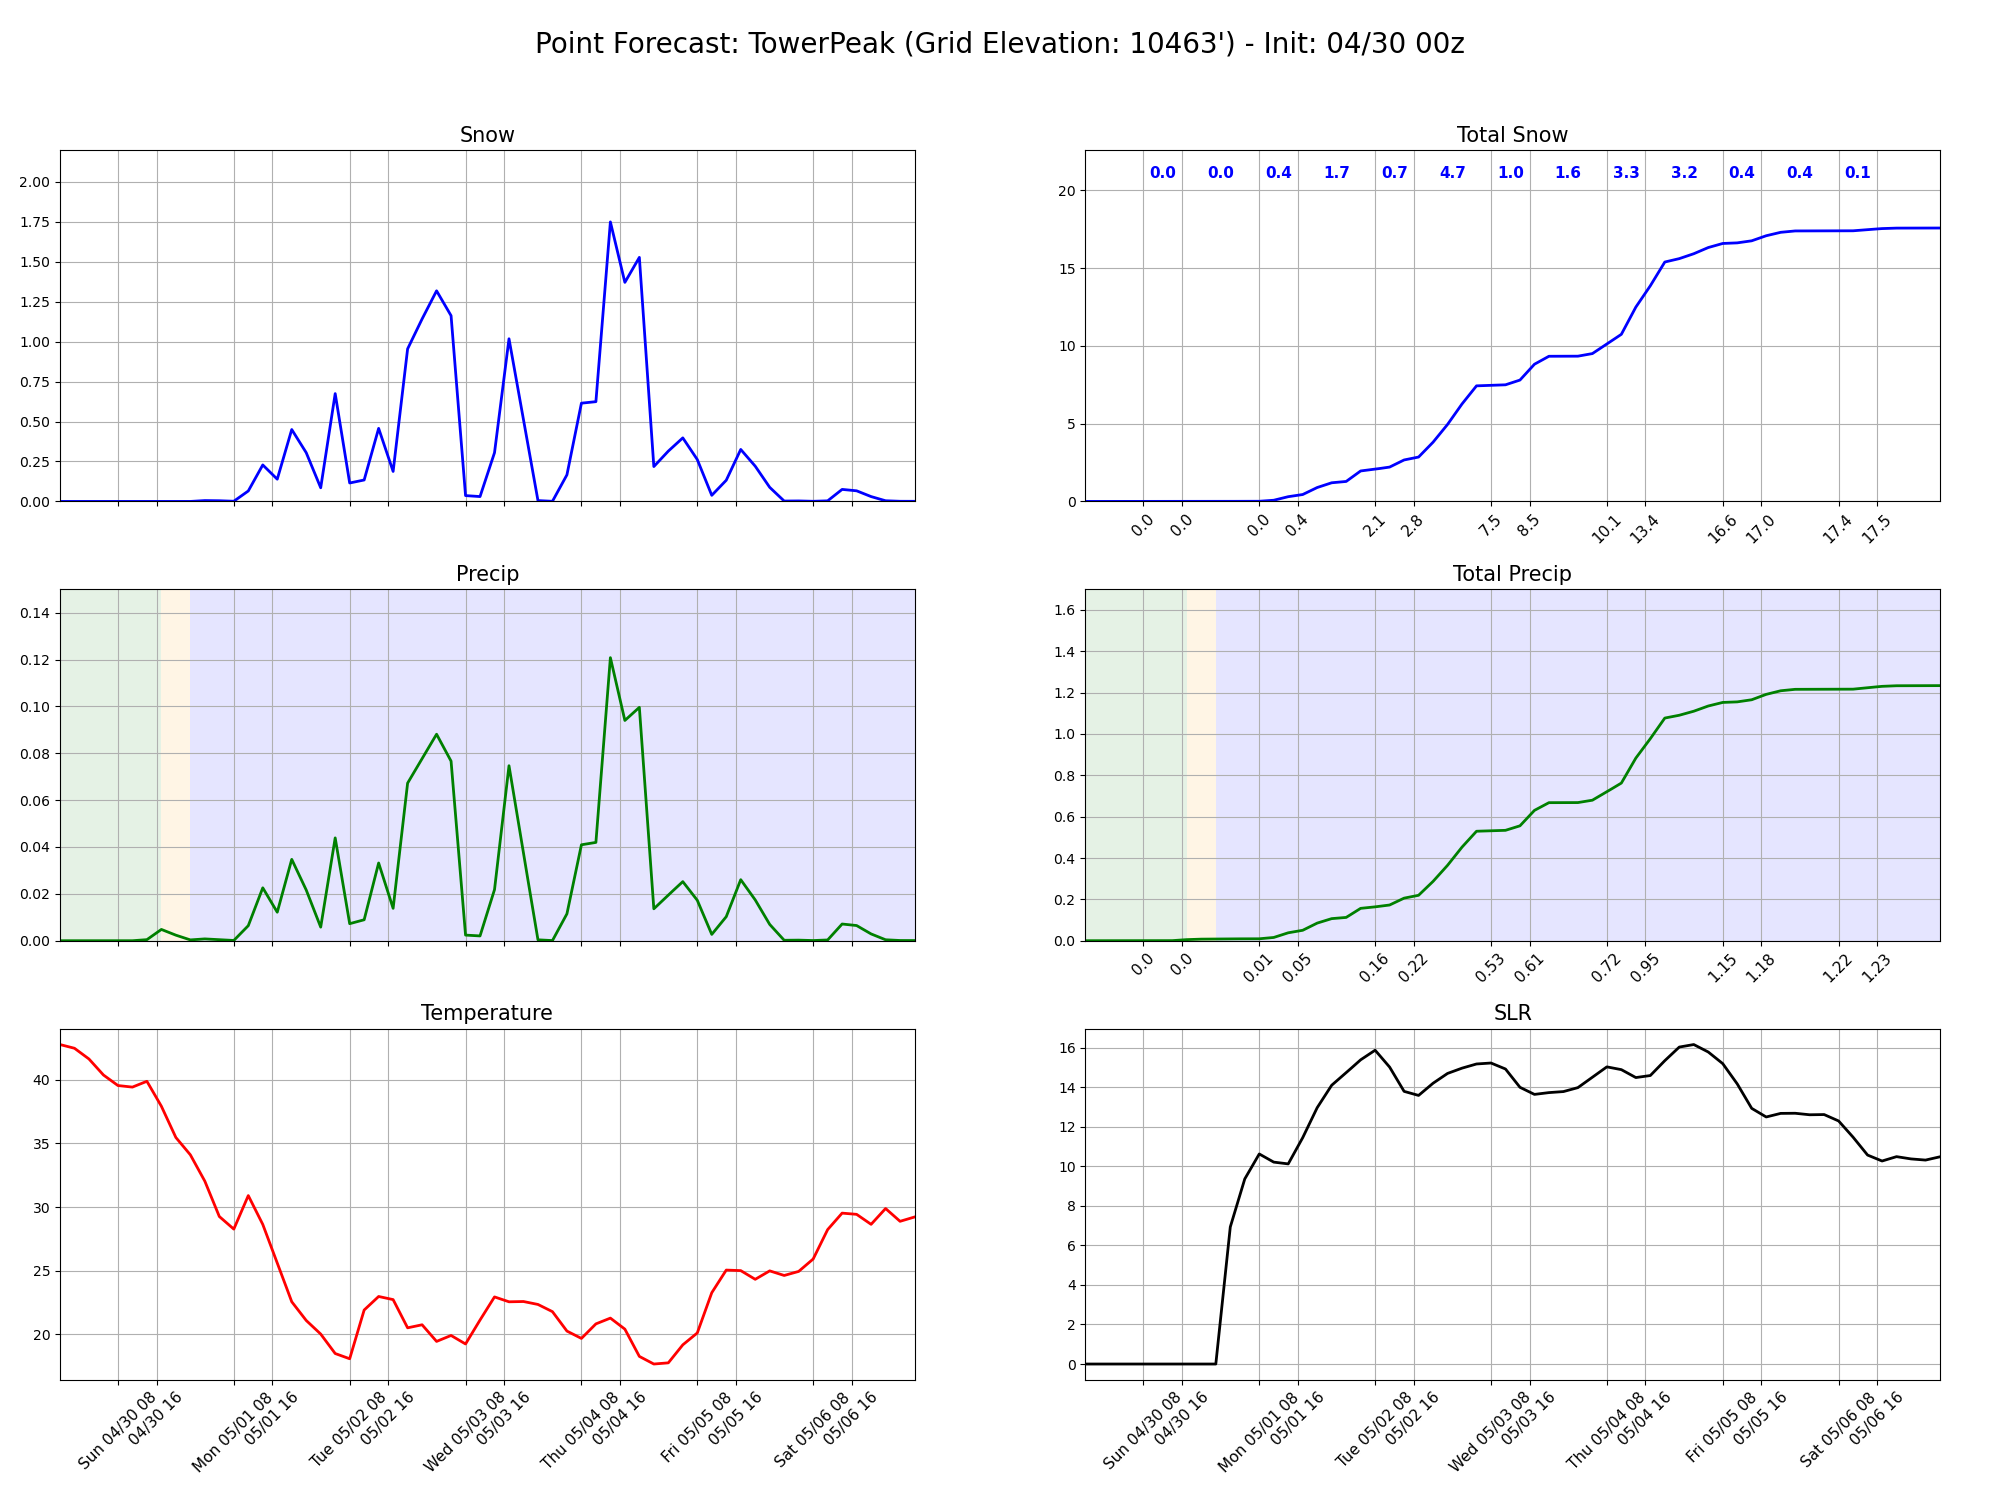 Point Forecast: TowerPeak (Grid Elevation: 10463') - Init: 04/30 00z
Snow
2.00
1.75
1.50
1.25
1.00
0.75
0.50
0.25
0.00
Total Snow
0.0 0.0 0.4 1.7 0.7 4.7 1.0 1.6 3.3 3.2 0.4 0.4 0.1
20
15
10
5
0
0.0 0.0 0.0 0.4 2.1 2.8 7.5 8.5 10.1 13.4 16.6 17.0 17.4 17.5
Precip
0.14
0.12
0.10
0.08
0.06
0.04
0.02
0.00
Total Precip
1.6
1.4
1.2
1.0
0.8
0.6
0.4
0.2
0.0
0.0 0.0 0.01 0.05 0.16 0.22 0.53 0.61 0.72 0.95 1.15 1.18 1.22 1.23
Temperature
40
35
30
25
20
Sun 04/30 08
04/30 16
Mon 05/01 08
05/01 16
Tue 05/02 08
05/02 16
Wed 05/03 08
05/03 16
Thu 05/04 08
05/04 16
Fri 05/05 08
05/05 16
Sat 05/06 08
05/06 16
SLR
16
14
12
10
8
6
4
2
0
Sun 04/30 08
04/30 16
Mon 05/01 08
05/01 16
Tue 05/02 08
05/02 16
Wed 05/03 08
05/03 16
Thu 05/04 08
05/04 16
Fri 05/05 08
05/05 16
Sat 05/06 08
05/06 16